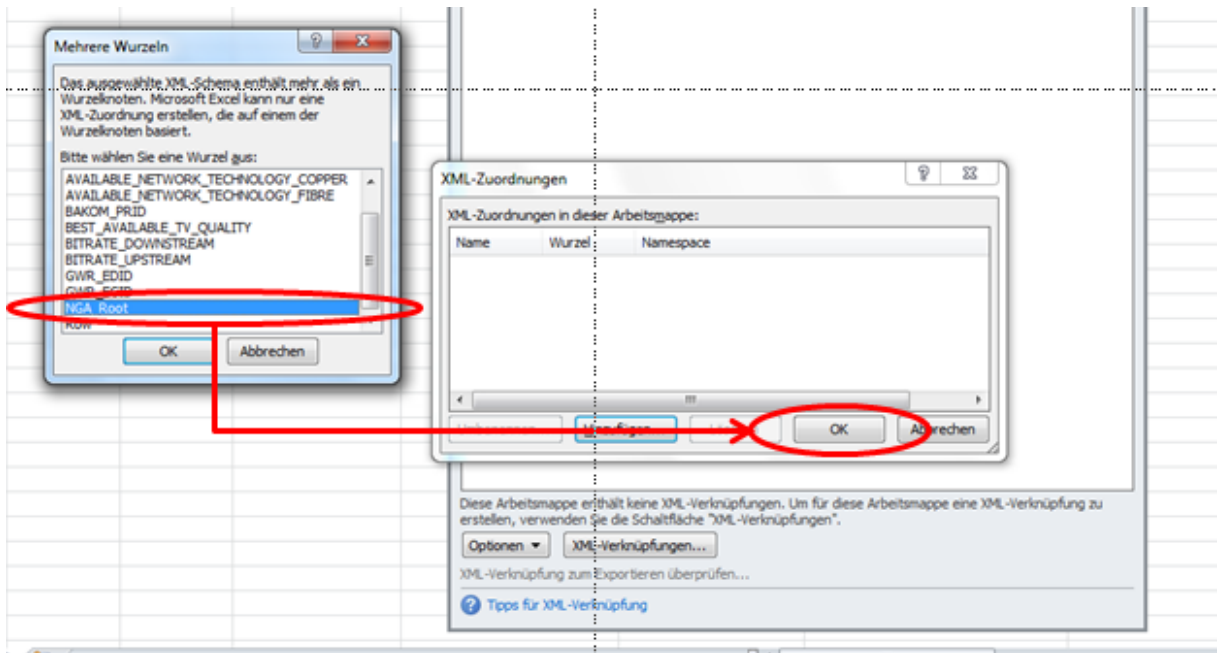 Mehrere Wurzeln
Das ausgewählte XML-Schema enthält mehr als ein
Wurzelknoten. Microsoft Excel kann nur eine
XML-Zuordnung erstellen, die auf einem der
Wurzelknoten basiert.
Bitte wählen Sie eine Wurzel aus:
AVAILABLE_NETWORK_TECHNOLOGY_COPPER
AVAILABLE_NETWORK_TECHNOLOGY_FIBRE
BAKOM_PRID
BEST_AVAILABLE_TV_QUALITY
BITRATE_DOWNSTREAM
BITRATE_UPSTREAM
GWR_EDID
GWR_EGID
NGA_Root
Row
OK Abbrechen
XML-Zuordnungen
XML-Zuordnungen in dieser Arbeitsmappe:
Name Wurzel Namespace
Umbenennen... Hinzufügen... OK Abbrechen
Diese Arbeitsmappe enthält keine XML-Verknüpfungen. Um für diese Arbeitsmappe eine XML-Verknüpfung zu
erstellen, verwenden Sie die Schaltfläche "XML-Verknüpfungen".
Optionen XML-Verknüpfungen...
XML-Verknüpfung zum Exportieren überprüfen...
Tipps für XML-Verknüpfung